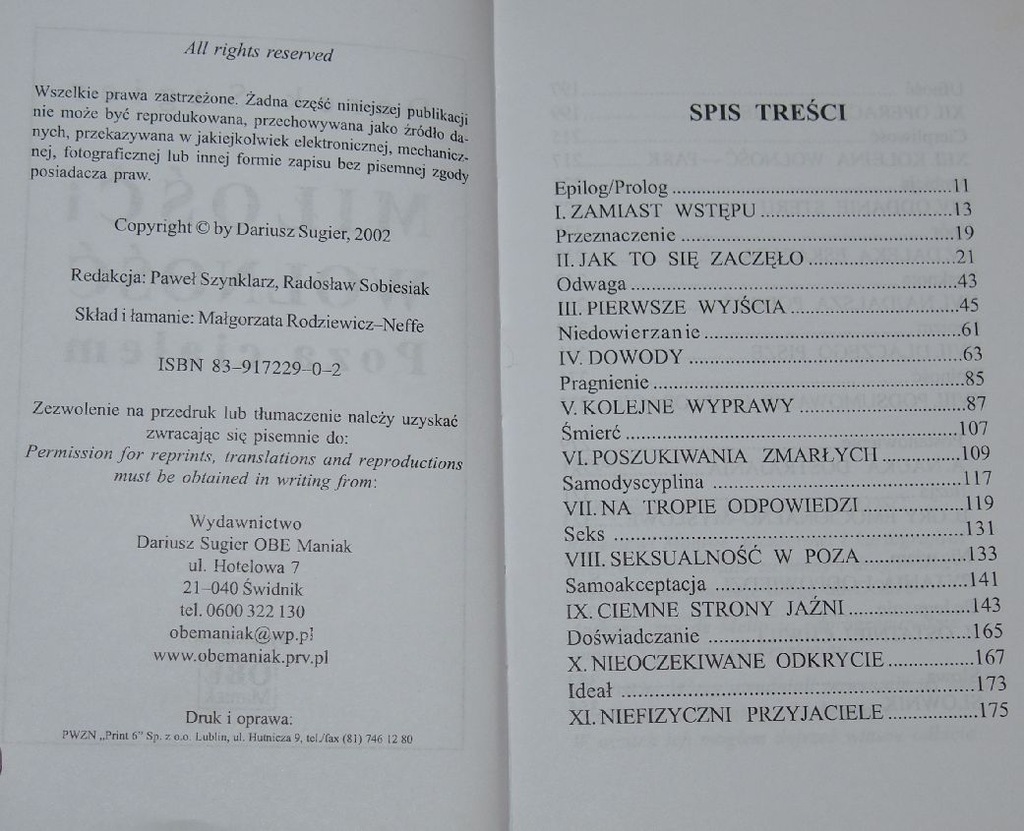 All rights reserved
Wszelkie prawa zastrzeżone. Żadna część niniejszej publikacji
nie może być reprodukowana, przechowywana jako źródło da-
nych, przekazywana w jakiejkolwiek elektronicznej, mechanicz-
nej, fotograficznej lub innej formie zapisu bez pisemnej zgody
posiadacza praw.
Copyright © by Dariusz Sugier, 2002
Redakcja: Paweł Szynklarz, Radosław Sobiesiak
Skład i łamanie: Małgorzata Rodziewicz–Neffe
ISBN 83–917229–0–2
Zezwolenie na przedruk lub tłumaczenie należy uzyskać
zwracając się pisemnie do:
Permission for reprints, translations and reproductions
must be obtained in writing from:
Wydawnictwo
Dariusz Sugier OBE Maniak
ul. Hotelowa 7
21–040 Świdnik
tel. 0600 322 130
obemaniak@wp.pl
www.obemaniak.prv.pl
Druk i oprawa:
PWZN „Print 6” Sp. z o.o. Lublin, ul. Hutnicza 9, tel./fax (81) 746 12 80
SPIS TREŚCI
Epilog/Prolog ..... 11
I. ZAMIAST WSTĘPU ..... 13
Przeznaczenie ..... 19
II. JAK TO SIĘ ZACZĘŁO ..... 21
Odwaga ..... 43
III. PIERWSZE WYJŚCIA ..... 45
Niedowierzanie ..... 61
IV. DOWODY ..... 63
Pragnienie ..... 85
V. KOLEJNE WYPRAWY ..... 87
Śmierć ..... 107
VI. POSZUKIWANIA ZMARŁYCH ..... 109
Samodyscyplina ..... 117
VII. NA TROPIE ODPOWIEDZI ..... 119
Seks ..... 131
VIII. SEKSUALNOŚĆ W POZA ..... 133
Samoakceptacja ..... 141
IX. CIEMNE STRONY JAŹNI ..... 143
Doświadczanie ..... 165
X. NIEOCZEKIWANE ODKRYCIE ..... 167
Ideał ..... 173
XI. NIEFIZYCZNI PRZYJACIELE ..... 175